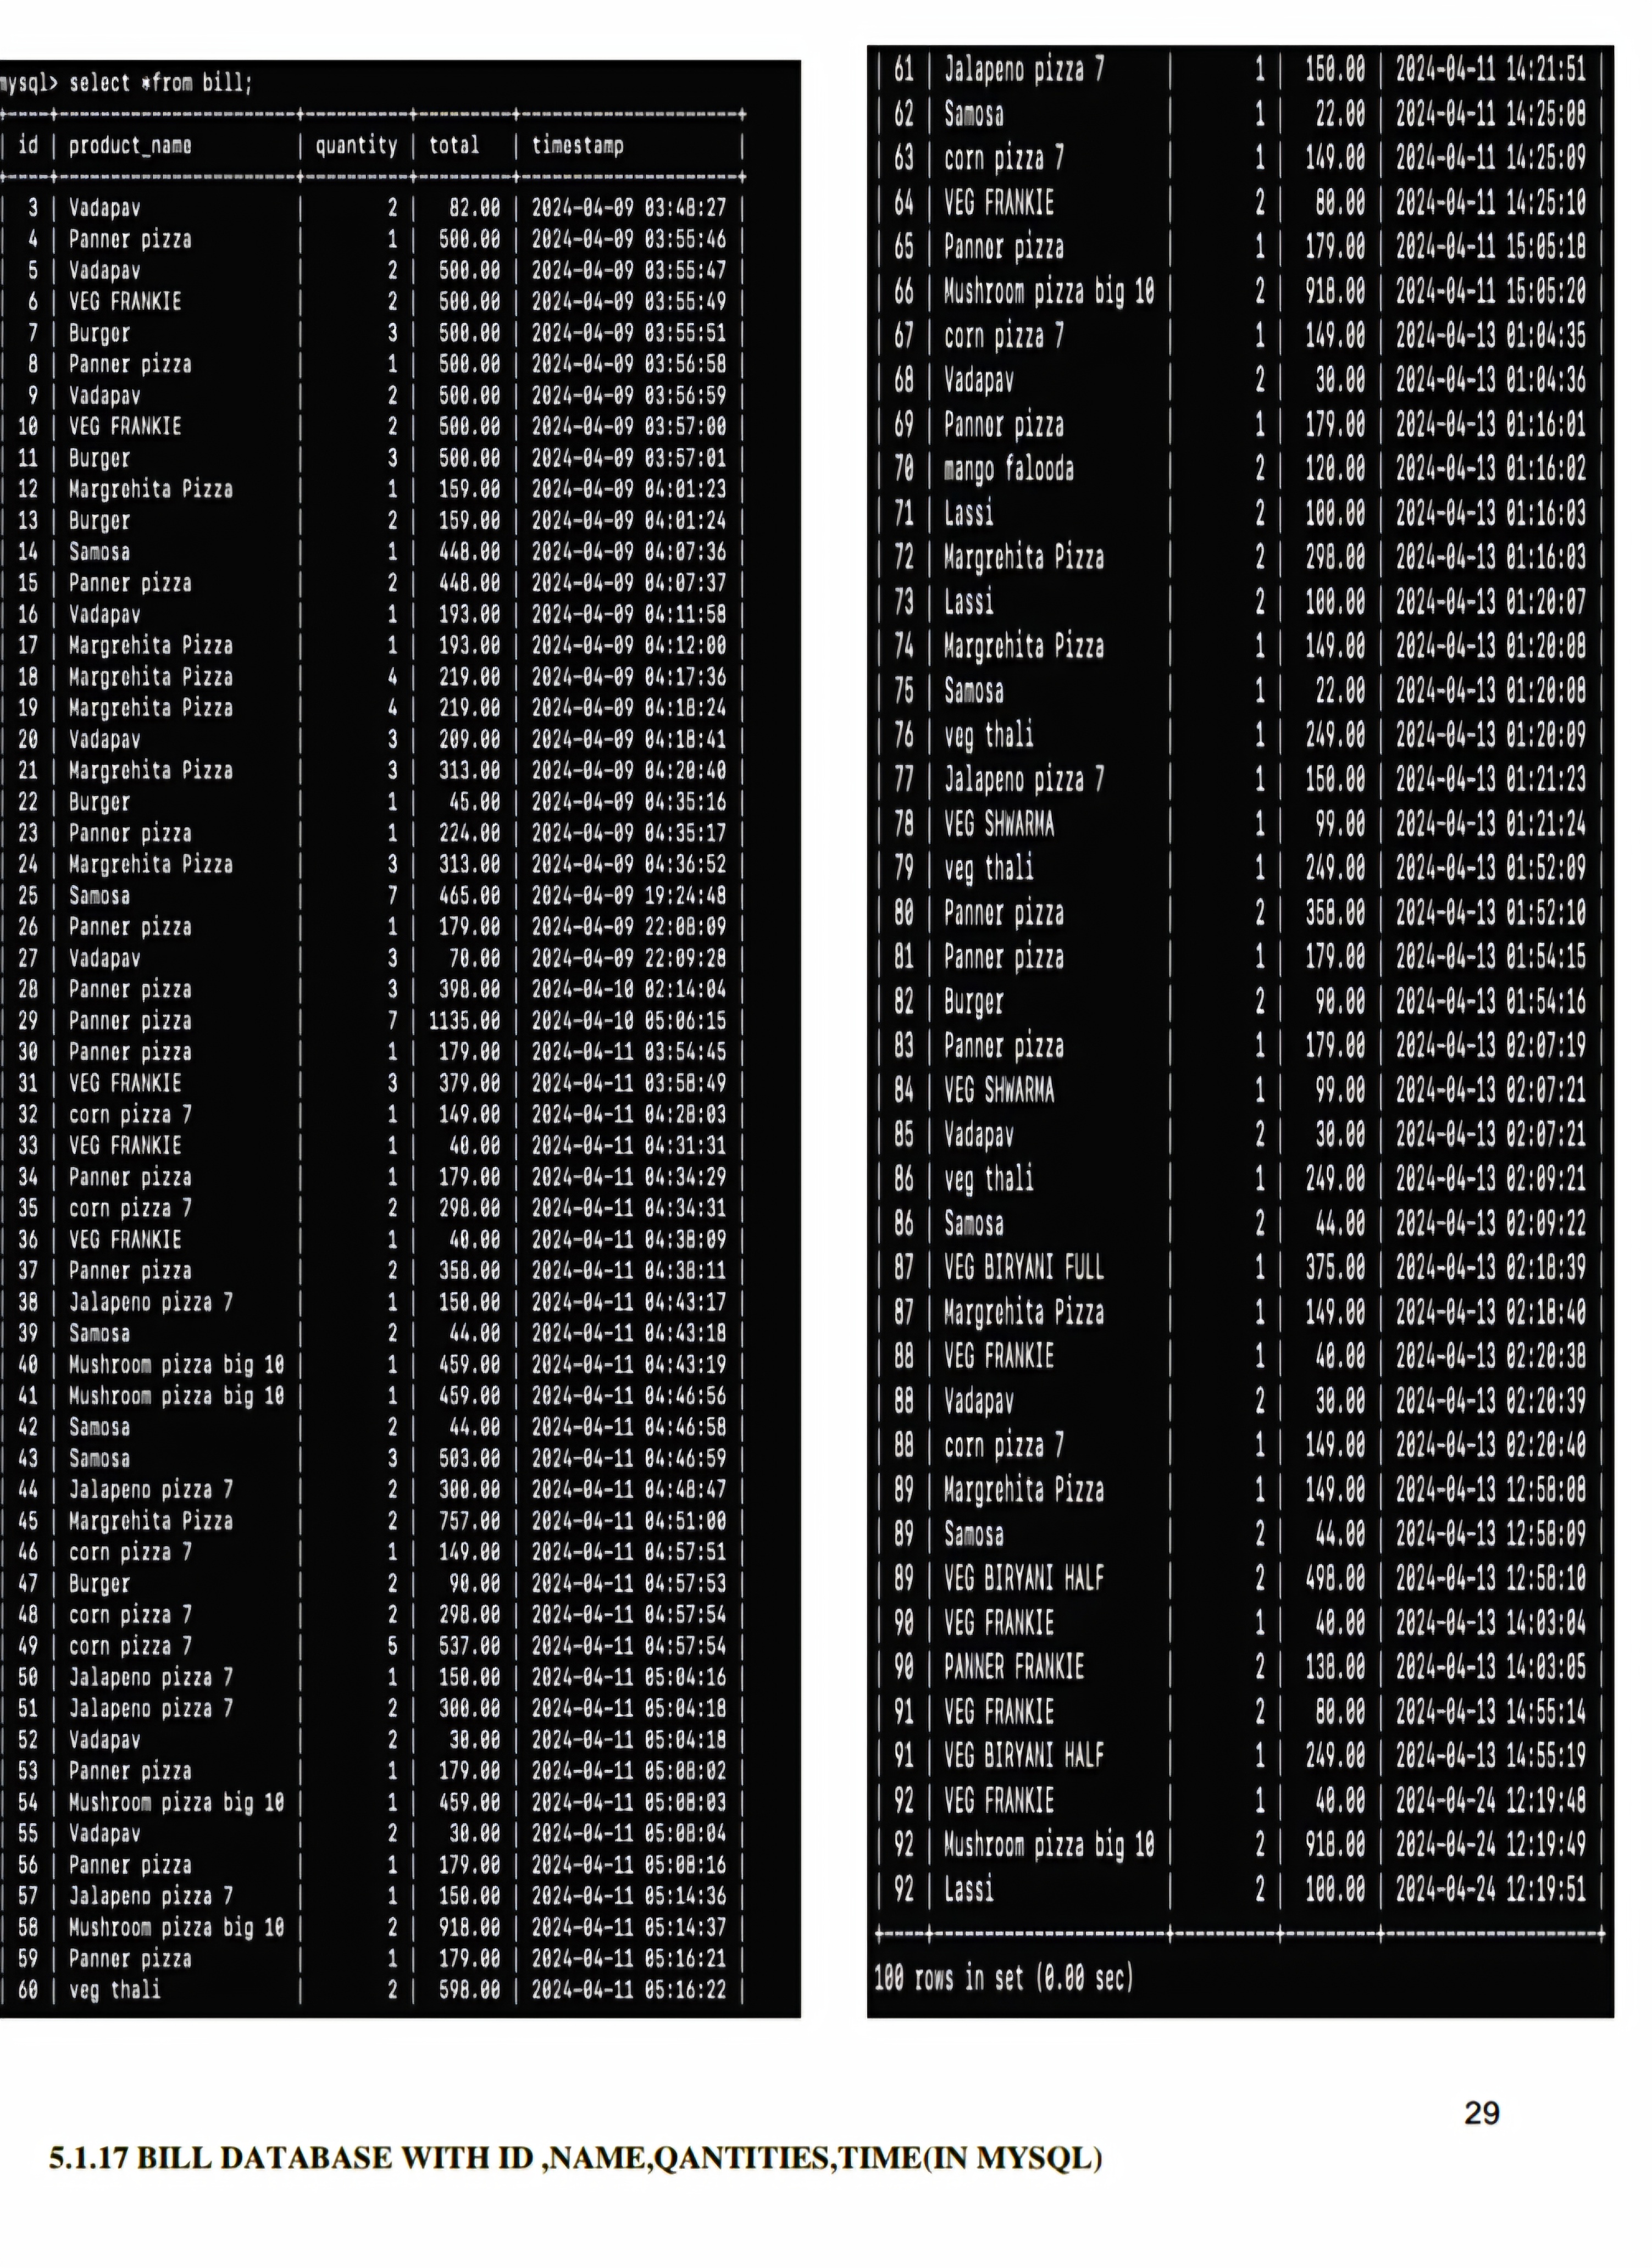 mysql> select *from bill;
+----+------------------------+----------+---------+---------------------+
| id | product_name | quantity | total | timestamp |
+----+------------------------+----------+---------+---------------------+
| 3 | Vadapav | 2 | 82.00 | 2024-04-09 03:48:27 |
| 4 | Panner pizza | 1 | 500.00 | 2024-04-09 03:55:46 |
| 5 | Vadapav | 2 | 500.00 | 2024-04-09 03:55:47 |
| 6 | VEG FRANKIE | 2 | 500.00 | 2024-04-09 03:55:49 |
| 7 | Burger | 3 | 500.00 | 2024-04-09 03:55:51 |
| 8 | Panner pizza | 1 | 500.00 | 2024-04-09 03:56:58 |
| 9 | Vadapav | 2 | 500.00 | 2024-04-09 03:56:59 |
| 10 | VEG FRANKIE | 2 | 500.00 | 2024-04-09 03:57:00 |
| 11 | Burger | 3 | 500.00 | 2024-04-09 03:57:01 |
| 12 | Margrehita Pizza | 1 | 159.00 | 2024-04-09 04:01:23 |
| 13 | Burger | 2 | 159.00 | 2024-04-09 04:01:24 |
| 14 | Samosa | 1 | 448.00 | 2024-04-09 04:07:36 |
| 15 | Panner pizza | 2 | 448.00 | 2024-04-09 04:07:37 |
| 16 | Vadapav | 1 | 193.00 | 2024-04-09 04:11:58 |
| 17 | Margrehita Pizza | 1 | 193.00 | 2024-04-09 04:12:00 |
| 18 | Margrehita Pizza | 4 | 219.00 | 2024-04-09 04:17:36 |
| 19 | Margrehita Pizza | 4 | 219.00 | 2024-04-09 04:18:24 |
| 20 | Vadapav | 3 | 209.00 | 2024-04-09 04:18:41 |
| 21 | Margrehita Pizza | 3 | 313.00 | 2024-04-09 04:20:40 |
| 22 | Burger | 1 | 45.00 | 2024-04-09 04:35:16 |
| 23 | Panner pizza | 1 | 224.00 | 2024-04-09 04:35:17 |
| 24 | Margrehita Pizza | 3 | 313.00 | 2024-04-09 04:36:52 |
| 25 | Samosa | 7 | 465.00 | 2024-04-09 19:24:48 |
| 26 | Panner pizza | 1 | 179.00 | 2024-04-09 22:08:09 |
| 27 | Vadapav | 3 | 70.00 | 2024-04-09 22:09:28 |
| 28 | Panner pizza | 3 | 398.00 | 2024-04-10 02:14:04 |
| 29 | Panner pizza | 7 | 1135.00 | 2024-04-10 05:06:15 |
| 30 | Panner pizza | 1 | 179.00 | 2024-04-11 03:54:45 |
| 31 | VEG FRANKIE | 3 | 379.00 | 2024-04-11 03:58:49 |
| 32 | corn pizza 7 | 1 | 149.00 | 2024-04-11 04:28:03 |
| 33 | VEG FRANKIE | 1 | 40.00 | 2024-04-11 04:31:31 |
| 34 | Panner pizza | 1 | 179.00 | 2024-04-11 04:34:29 |
| 35 | corn pizza 7 | 2 | 298.00 | 2024-04-11 04:34:31 |
| 36 | VEG FRANKIE | 1 | 40.00 | 2024-04-11 04:38:09 |
| 37 | Panner pizza | 2 | 358.00 | 2024-04-11 04:38:11 |
| 38 | Jalapeno pizza 7 | 1 | 150.00 | 2024-04-11 04:43:17 |
| 39 | Samosa | 2 | 44.00 | 2024-04-11 04:43:18 |
| 40 | Mushroom pizza big 10 | 1 | 459.00 | 2024-04-11 04:43:19 |
| 41 | Mushroom pizza big 10 | 1 | 459.00 | 2024-04-11 04:46:56 |
| 42 | Samosa | 2 | 44.00 | 2024-04-11 04:46:58 |
| 43 | Samosa | 3 | 503.00 | 2024-04-11 04:46:59 |
| 44 | Jalapeno pizza 7 | 2 | 300.00 | 2024-04-11 04:48:47 |
| 45 | Margrehita Pizza | 2 | 757.00 | 2024-04-11 04:51:00 |
| 46 | corn pizza 7 | 1 | 149.00 | 2024-04-11 04:57:51 |
| 47 | Burger | 2 | 90.00 | 2024-04-11 04:57:53 |
| 48 | corn pizza 7 | 2 | 298.00 | 2024-04-11 04:57:54 |
| 49 | corn pizza 7 | 5 | 537.00 | 2024-04-11 04:57:54 |
| 50 | Jalapeno pizza 7 | 1 | 150.00 | 2024-04-11 05:04:16 |
| 51 | Jalapeno pizza 7 | 2 | 300.00 | 2024-04-11 05:04:18 |
| 52 | Vadapav | 2 | 30.00 | 2024-04-11 05:04:18 |
| 53 | Panner pizza | 1 | 179.00 | 2024-04-11 05:08:02 |
| 54 | Mushroom pizza big 10 | 1 | 459.00 | 2024-04-11 05:08:03 |
| 55 | Vadapav | 2 | 30.00 | 2024-04-11 05:08:04 |
| 56 | Panner pizza | 1 | 179.00 | 2024-04-11 05:08:16 |
| 57 | Jalapeno pizza 7 | 1 | 150.00 | 2024-04-11 05:14:36 |
| 58 | Mushroom pizza big 10 | 2 | 918.00 | 2024-04-11 05:14:37 |
| 59 | Panner pizza | 1 | 179.00 | 2024-04-11 05:16:21 |
| 60 | veg thali | 2 | 598.00 | 2024-04-11 05:16:22 |
| 61 | Jalapeno pizza 7 | 1 | 150.00 | 2024-04-11 14:21:51 |
| 62 | Samosa | 1 | 22.00 | 2024-04-11 14:25:08 |
| 63 | corn pizza 7 | 1 | 149.00 | 2024-04-11 14:25:09 |
| 64 | VEG FRANKIE | 2 | 80.00 | 2024-04-11 14:25:10 |
| 65 | Panner pizza | 1 | 179.00 | 2024-04-11 15:05:18 |
| 66 | Mushroom pizza big 10 | 2 | 918.00 | 2024-04-11 15:05:20 |
| 67 | corn pizza 7 | 1 | 149.00 | 2024-04-13 01:04:35 |
| 68 | Vadapav | 2 | 30.00 | 2024-04-13 01:04:36 |
| 69 | Panner pizza | 1 | 179.00 | 2024-04-13 01:16:01 |
| 70 | mango falooda | 2 | 120.00 | 2024-04-13 01:16:02 |
| 71 | Lassi | 2 | 100.00 | 2024-04-13 01:16:03 |
| 72 | Margrehita Pizza | 2 | 298.00 | 2024-04-13 01:16:03 |
| 73 | Lassi | 2 | 100.00 | 2024-04-13 01:20:07 |
| 74 | Margrehita Pizza | 1 | 149.00 | 2024-04-13 01:20:08 |
| 75 | Samosa | 1 | 22.00 | 2024-04-13 01:20:08 |
| 76 | veg thali | 1 | 249.00 | 2024-04-13 01:20:09 |
| 77 | Jalapeno pizza 7 | 1 | 150.00 | 2024-04-13 01:21:23 |
| 78 | VEG SHWARMA | 1 | 99.00 | 2024-04-13 01:21:24 |
| 79 | veg thali | 1 | 249.00 | 2024-04-13 01:52:09 |
| 80 | Panner pizza | 2 | 358.00 | 2024-04-13 01:52:10 |
| 81 | Panner pizza | 1 | 179.00 | 2024-04-13 01:54:15 |
| 82 | Burger | 2 | 90.00 | 2024-04-13 01:54:16 |
| 83 | Panner pizza | 1 | 179.00 | 2024-04-13 02:07:19 |
| 84 | VEG SHWARMA | 1 | 99.00 | 2024-04-13 02:07:21 |
| 85 | Vadapav | 2 | 30.00 | 2024-04-13 02:07:21 |
| 86 | veg thali | 1 | 249.00 | 2024-04-13 02:09:21 |
| 86 | Samosa | 2 | 44.00 | 2024-04-13 02:09:22 |
| 87 | VEG BIRYANI FULL | 1 | 375.00 | 2024-04-13 02:18:39 |
| 87 | Margrehita Pizza | 1 | 149.00 | 2024-04-13 02:18:40 |
| 88 | VEG FRANKIE | 1 | 40.00 | 2024-04-13 02:20:38 |
| 88 | Vadapav | 2 | 30.00 | 2024-04-13 02:20:39 |
| 88 | corn pizza 7 | 1 | 149.00 | 2024-04-13 02:20:40 |
| 89 | Margrehita Pizza | 1 | 149.00 | 2024-04-13 12:58:08 |
| 89 | Samosa | 2 | 44.00 | 2024-04-13 12:58:09 |
| 89 | VEG BIRYANI HALF | 2 | 498.00 | 2024-04-13 12:58:10 |
| 90 | VEG FRANKIE | 1 | 40.00 | 2024-04-13 14:03:04 |
| 90 | PANNER FRANKIE | 2 | 138.00 | 2024-04-13 14:03:05 |
| 91 | VEG FRANKIE | 2 | 80.00 | 2024-04-13 14:55:14 |
| 91 | VEG BIRYANI HALF | 1 | 249.00 | 2024-04-13 14:55:19 |
| 92 | VEG FRANKIE | 1 | 40.00 | 2024-04-24 12:19:48 |
| 92 | Mushroom pizza big 10 | 2 | 918.00 | 2024-04-24 12:19:49 |
| 92 | Lassi | 2 | 100.00 | 2024-04-24 12:19:51 |
+----+------------------------+----------+---------+---------------------+
100 rows in set (0.00 sec)
29
5.1.17 BILL DATABASE WITH ID ,NAME,QANTITIES,TIME(IN MYSQL)